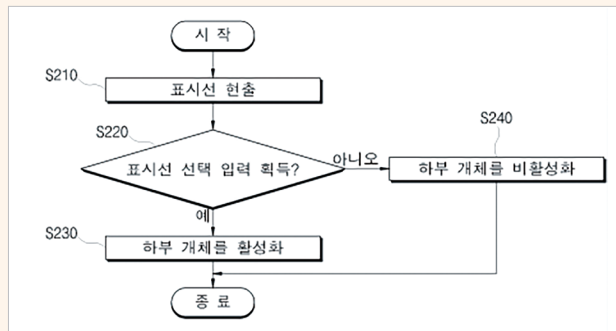 시 작
S210
표시선 현출
S220
S240
표시선 선택 입력 획득?
아니오
하부 개체를 비활성화
예
S230
하부 개체를 활성화
종 료